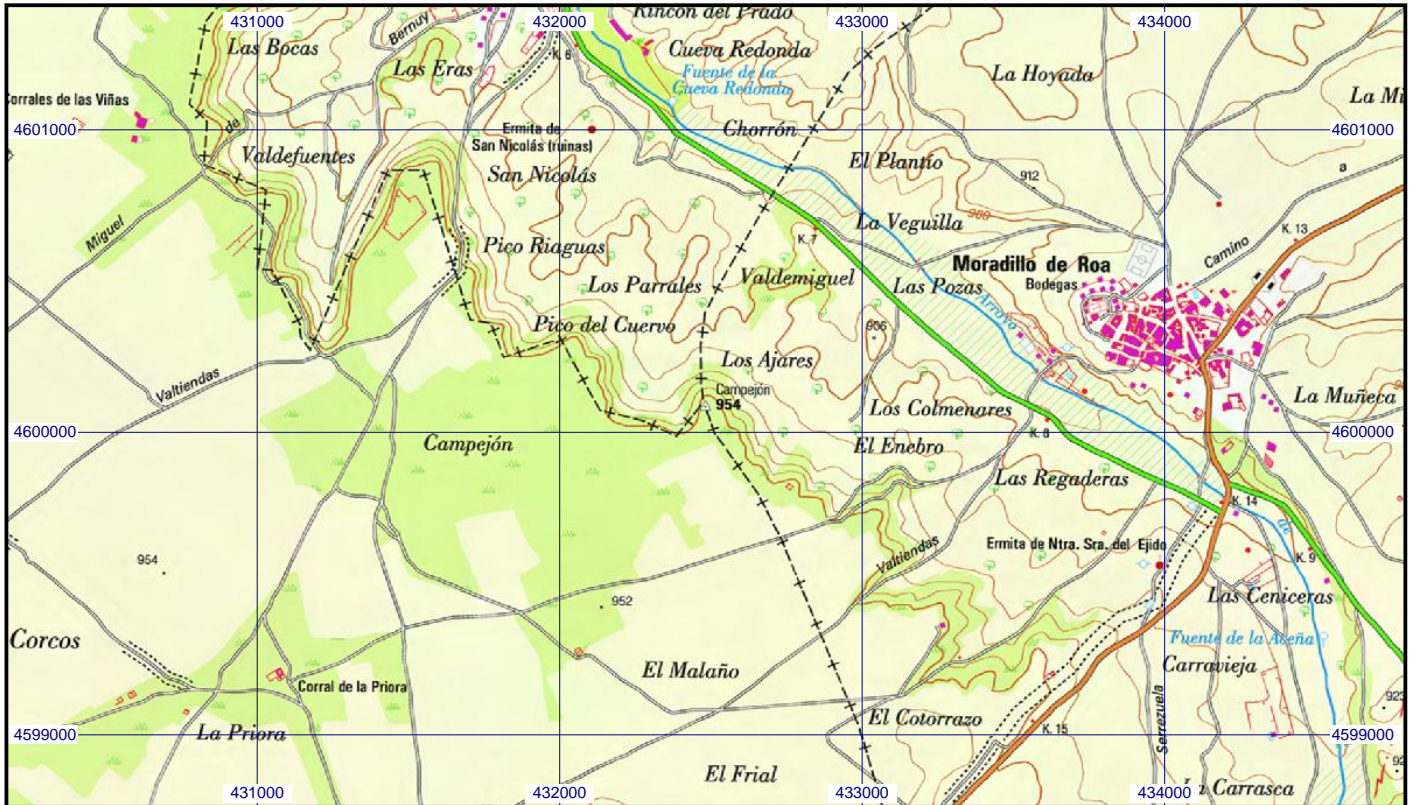 431000
432000
433000
434000
Rincón del Prado
Las Bocas
Bernuy
K. 6
Cueva Redonda
Las Eras
Fuente de la
Cueva Redonda
La Hoyada
Corrales de las Viñas
4601000
de
Ermita de
San Nicolás (ruinas)
Chorrón
4601000
Valdefuentes
San Nicolás
El Plantío
912
a
900
Miguel
La Veguilla
Camino
K. 13
Pico Riaguas
K. 7
Valdemiguel
Moradillo de Roa
Bodegas
Los Parrales
Las Pozas
Arroyo
Pico del Cuervo
906
Los Ajares
Valtiendas
Campejón
954
La Muñeca
4600000
Los Colmenares
4600000
Campejón
K. 8
El Enebro
Las Regaderas
K. 14
de
954
Valtiendas
Ermita de Ntra. Sra. del Ejido
K. 9
952
Las Ceniceras
Corcos
Fuente de la Aceña
El Malaño
Carravieja
Corral de la Priora
Serrezuela
El Cotorrazo
K. 15
4599000
La Priora
4599000
El Frial
Carrasca
431000
432000
433000
434000